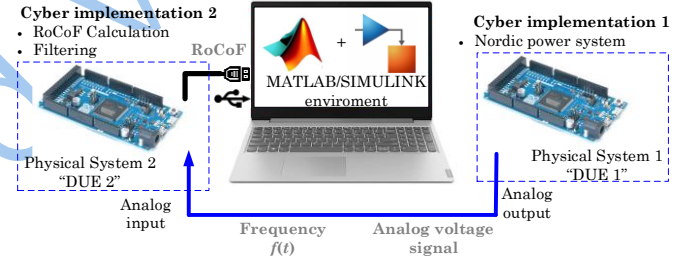 Cyber implementation 2
• RoCoF Calculation
• Filtering
RoCoF
+
MATLAB/SIMULINK
enviroment
Cyber implementation 1
• Nordic power system
Physical System 2
“DUE 2”
Physical System 1
“DUE 1”
Analog
input
Analog
output
Frequency
f(t)
Analog voltage
signal